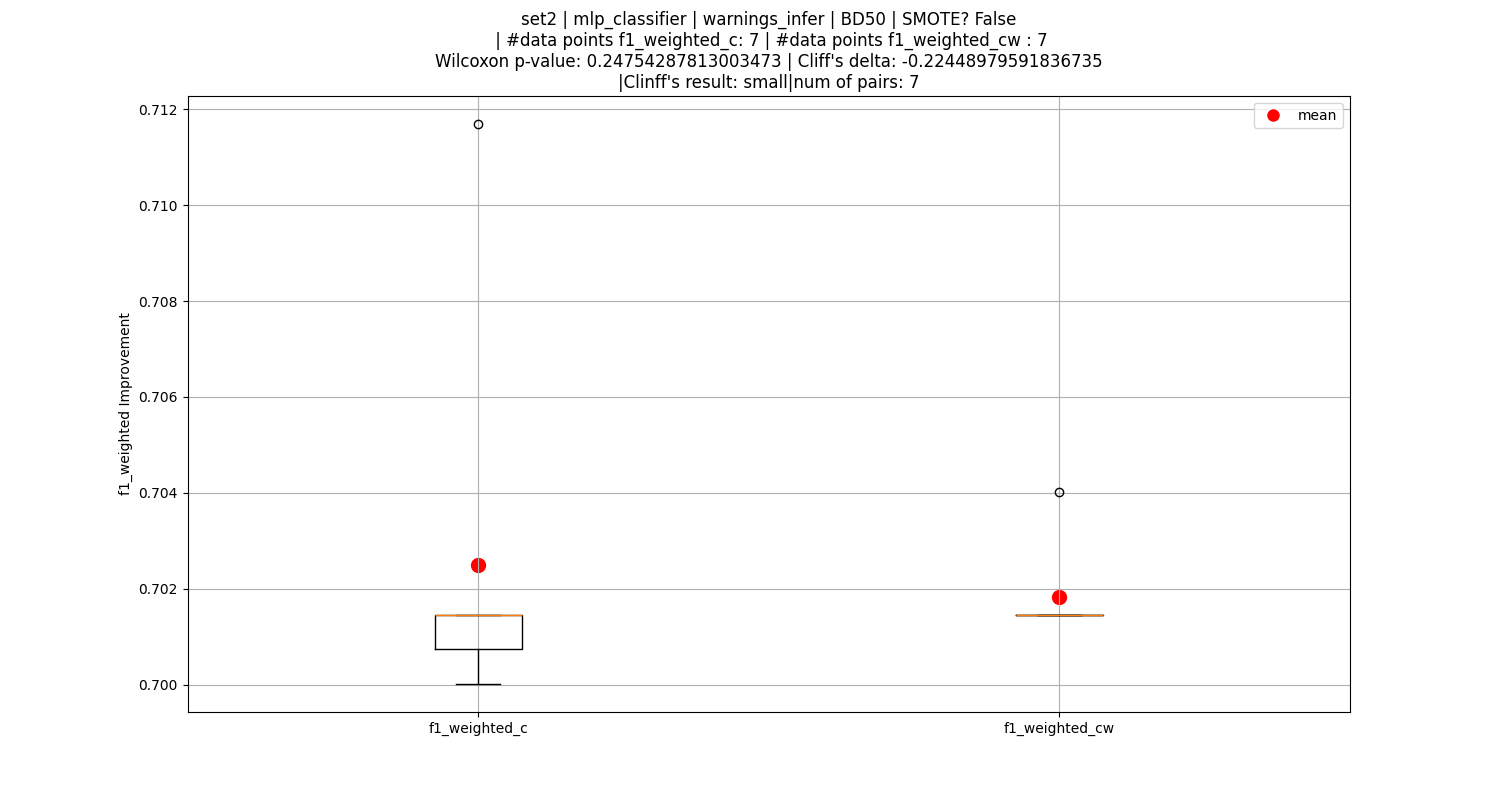 set2 | mlp_classifier | warnings_infer | BD50 | SMOTE? False
| #data points f1_weighted_c: 7 | #data points f1_weighted_cw : 7
Wilcoxon p-value: 0.24754287813003473 | Cliff's delta: -0.22448979591836735
|Clinff's result: small|num of pairs: 7
mean
0.712
0.710
0.708
0.706
0.704
0.702
0.700
f1_weighted Improvement
f1_weighted_c
f1_weighted_cw